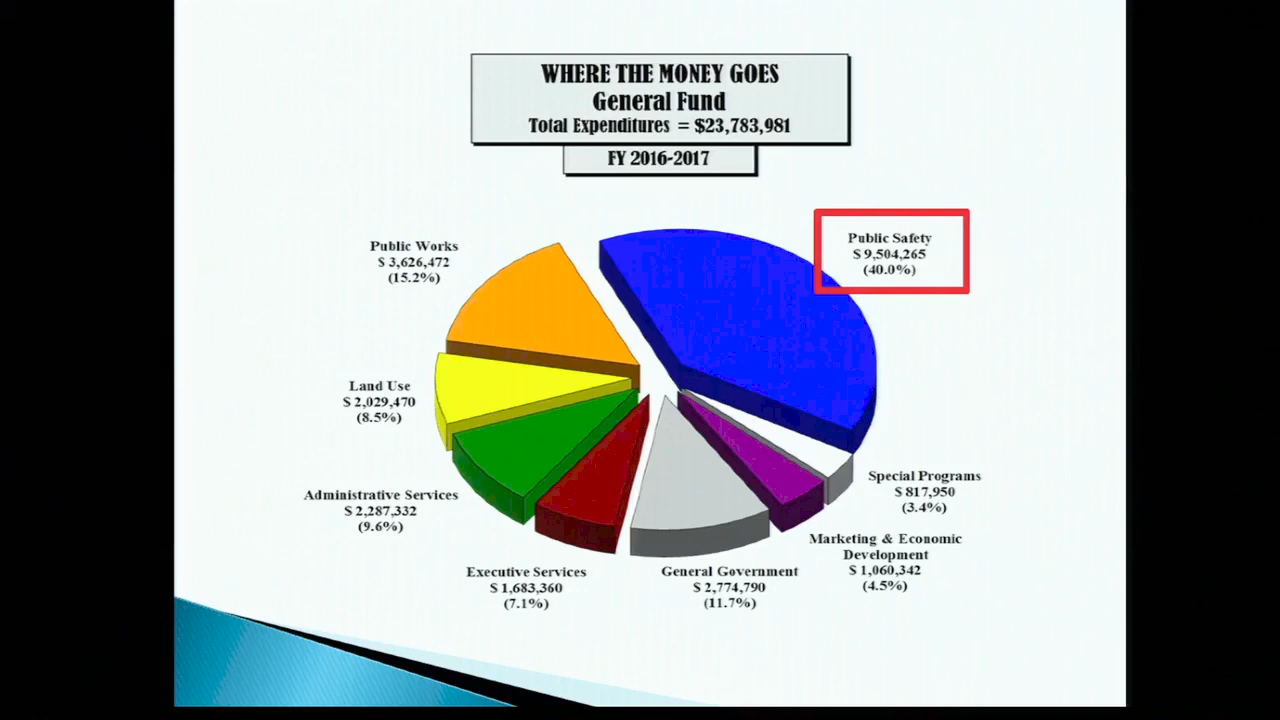 WHERE THE MONEY GOES
General Fund
Total Expenditures = $23,783,981
FY 2016-2017
Public Safety
$ 9,504,265
(40.0%)
Public Works
$ 3,626,472
(15.2%)
Land Use
$ 2,029,470
(8.5%)
Administrative Services
$ 2,287,332
(9.6%)
Executive Services
$ 1,683,360
(7.1%)
General Government
$ 2,774,790
(11.7%)
Marketing & Economic
Development
$ 1,060,342
(4.5%)
Special Programs
$ 817,950
(3.4%)